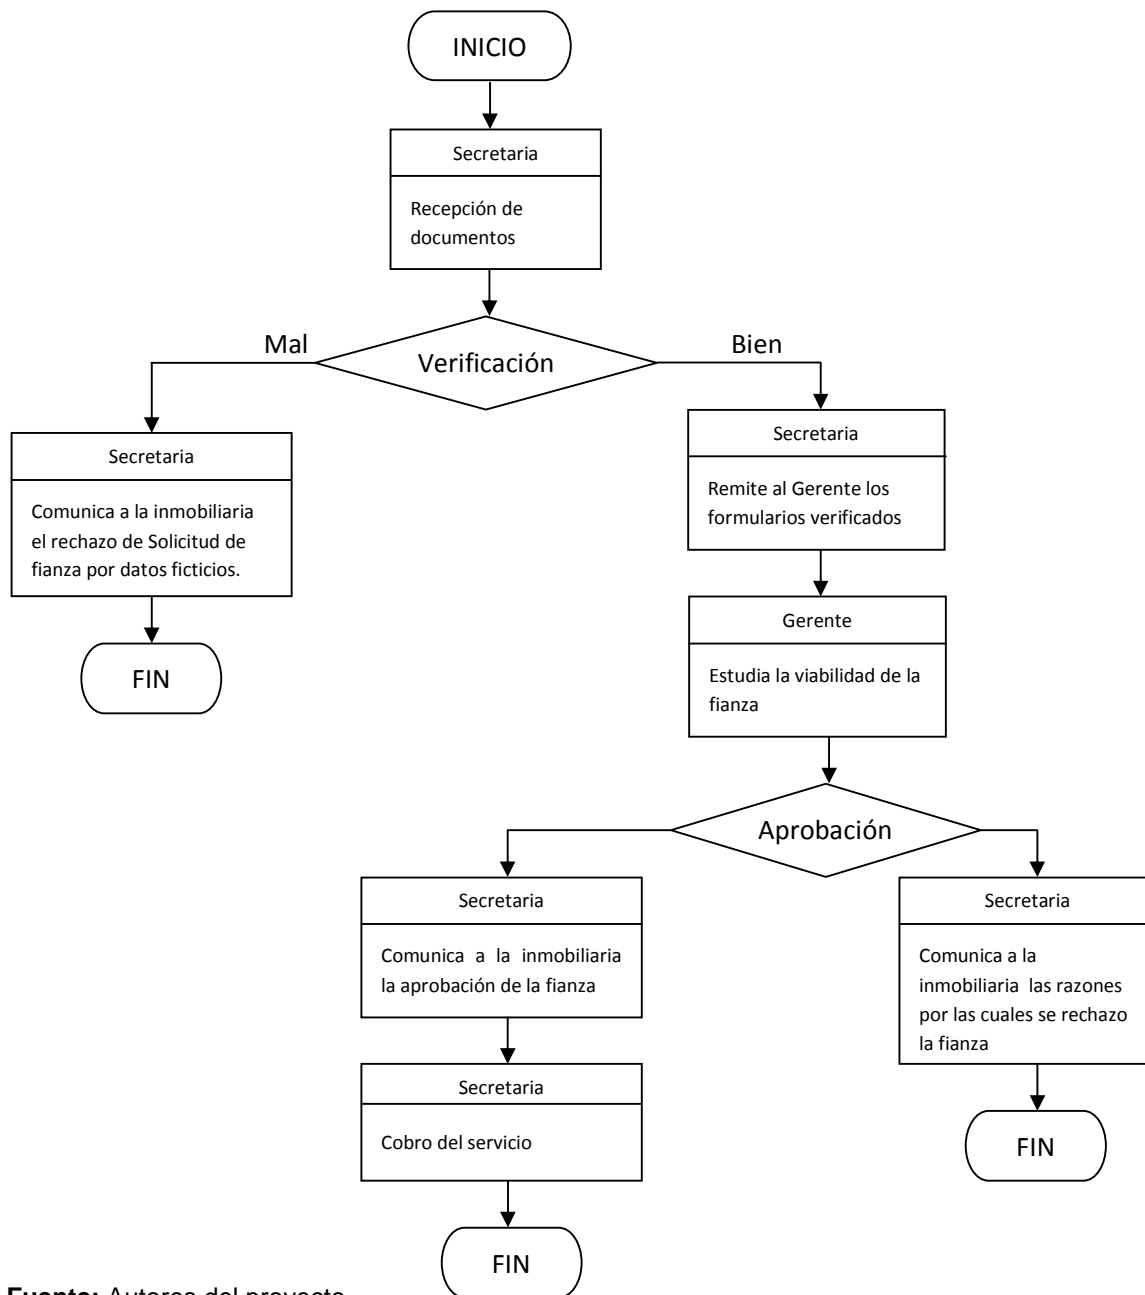 INICIO
Secretaria
Recepción de
documentos
Mal
Verificación
Bien
Secretaria
Comunica a la inmobiliaria
el rechazo de Solicitud de
fianza por datos ficticios.
FIN
Secretaria
Remite al Gerente los
formularios verificados
Gerente
Estudia la viabilidad de la
fianza
Aprobación
Secretaria
Comunica a la inmobiliaria
la aprobación de la fianza
Secretaria
Cobro del servicio
FIN
Secretaria
Comunica a la
inmobiliaria las razones
por las cuales se rechazo
la fianza
FIN
Fuente: Autores del proyecto